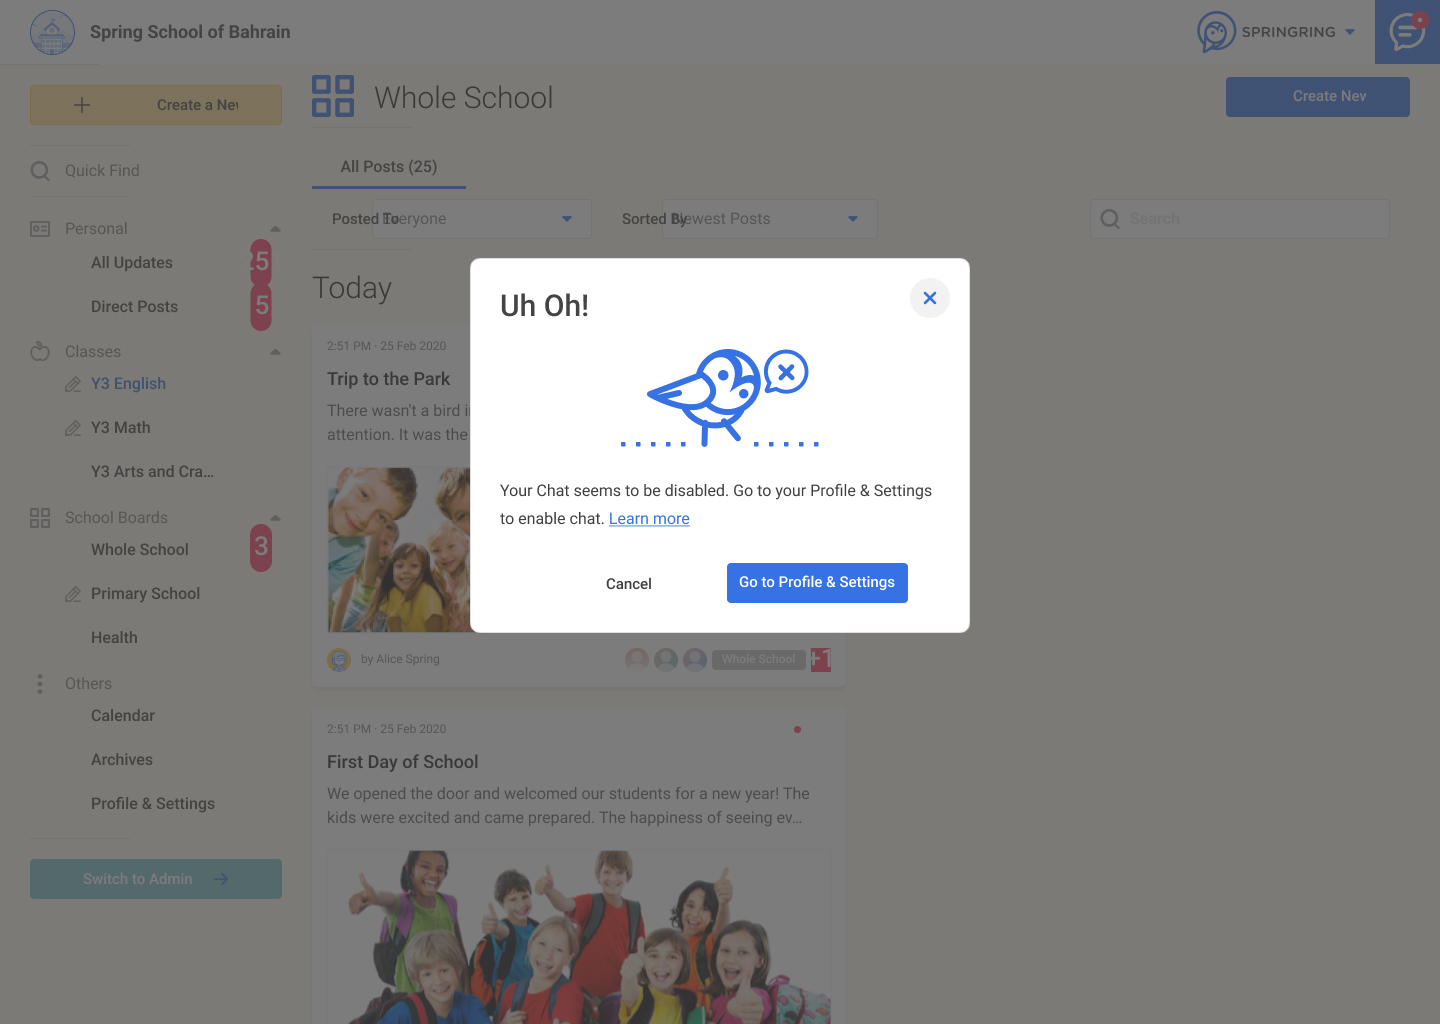 Spring School of Bahrain
SPRINGRING
Create a Ne
Quick Find
Personal
All Updates
25
Direct Posts
5
Classes
Y3 English
Y3 Math
Y3 Arts and Cra...
School Boards
Whole School
3
Primary School
Health
Others
Calendar
Archives
Profile & Settings
Switch to Admin
Whole School
Create Nev
All Posts (25)
Posted To
Everyone
Sorted By
Newest Posts
Search
Today
2:51 PM · 25 Feb 2020
Trip to the Park
There wasn't a bird i
attention. It was the
by Alice Spring
Whole School
+1
2:51 PM · 25 Feb 2020
First Day of School
We opened the door and welcomed our students for a new year! The
kids were excited and came prepared. The happiness of seeing ev...
Uh Oh!
Your Chat seems to be disabled. Go to your Profile & Settings
to enable chat. Learn more
Cancel
Go to Profile & Settings